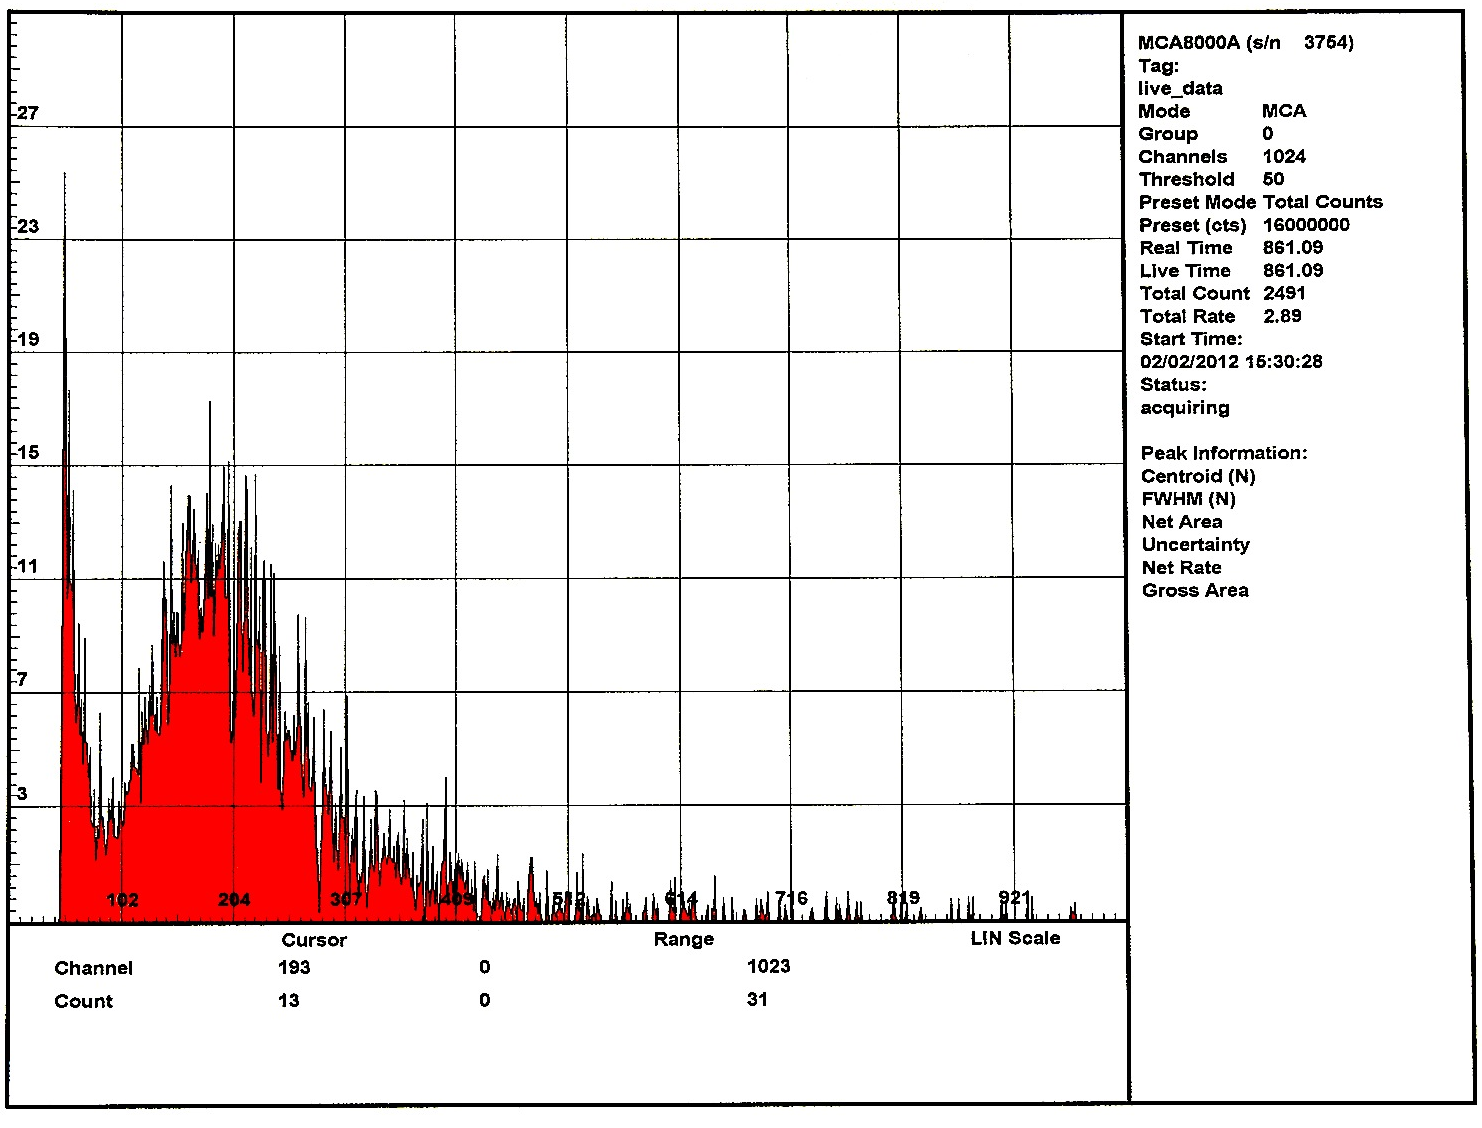 27
23
19
15
11
7
3
102 204 307 409 512 614 716 819 921
Cursor Range LIN Scale
Channel 193 0 1023
Count 13 0 31
MCA8000A (s/n 3754)
Tag:
live_data
Mode MCA
Group 0
Channels 1024
Threshold 50
Preset Mode Total Counts
Preset (cts) 16000000
Real Time 861.09
Live Time 861.09
Total Count 2491
Total Rate 2.89
Start Time:
02/02/2012 15:30:28
Status:
acquiring
Peak Information:
Centroid (N)
FWHM (N)
Net Area
Uncertainty
Net Rate
Gross Area